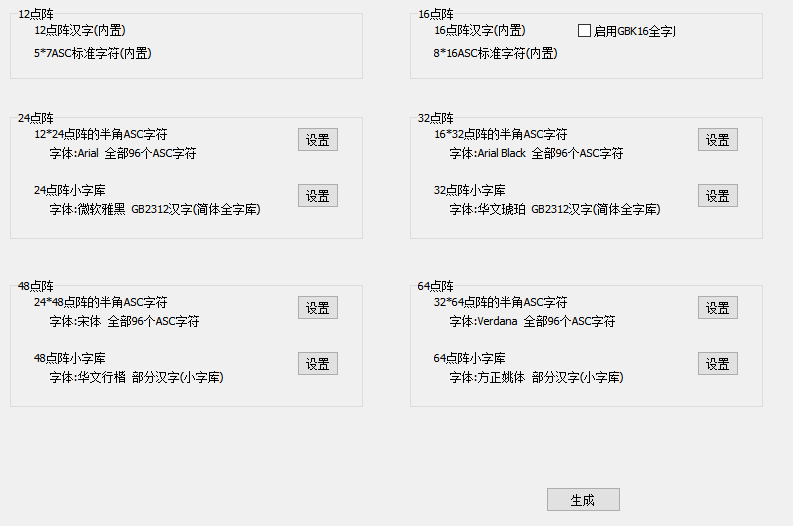 12点阵
12点阵汉字(内置)
5*7ASC标准字符(内置)
16点阵
16点阵汉字(内置)
启用GBK16全字
8*16ASC标准字符(内置)
24点阵
12*24点阵的半角ASC字符
设置
字体:Arial 全部96个ASC字符
24点阵小字库
设置
字体:微软雅黑 GB2312汉字(简体全字库)
32点阵
16*32点阵的半角ASC字符
设置
字体:Arial Black 全部96个ASC字符
32点阵小字库
设置
字体:华文琥珀 GB2312汉字(简体全字库)
48点阵
24*48点阵的半角ASC字符
设置
字体:宋体 全部96个ASC字符
48点阵小字库
设置
字体:华文行楷 部分汉字(小字库)
64点阵
32*64点阵的半角ASC字符
设置
字体:Verdana 全部96个ASC字符
64点阵小字库
设置
字体:方正姚体 部分汉字(小字库)
生成